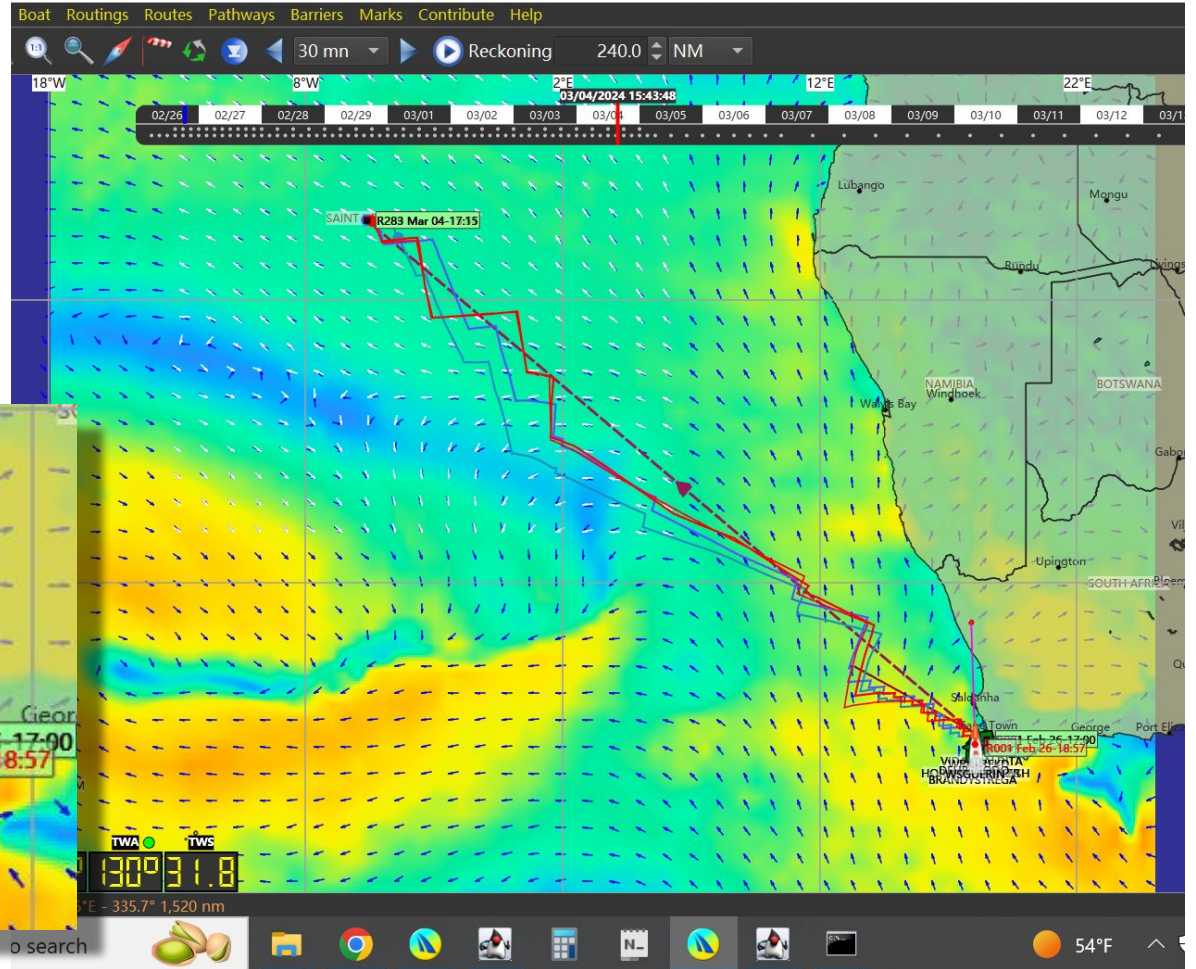 Boat Routings Routes Pathways Barriers Marks Contribute Help
1:1 30 mn Reckoning 240.0 NM
18°W 8°W 2°E 12°E 22°E
03/04/2024 15:43:48
02/26 02/27 02/28 02/29 03/01 03/02 03/03 03/04 03/05 03/06 03/07 03/08 03/09 03/10 03/11 03/12
Lubango
Mongu
SAINT
R283 Mar 04-17:15
Rundu
NAMIBIA
BOTSWANA
Windhoek
Walvis Bay
Upington
SOUTH AFRICA
Saldanha
Town
George
R001 Feb 26-18:57
BRANDYSTREGA
Geor
17:00
8:57
TWA TWS
130° 31.8
°E - 335.7° 1,520 nm
o search
N_
54°F